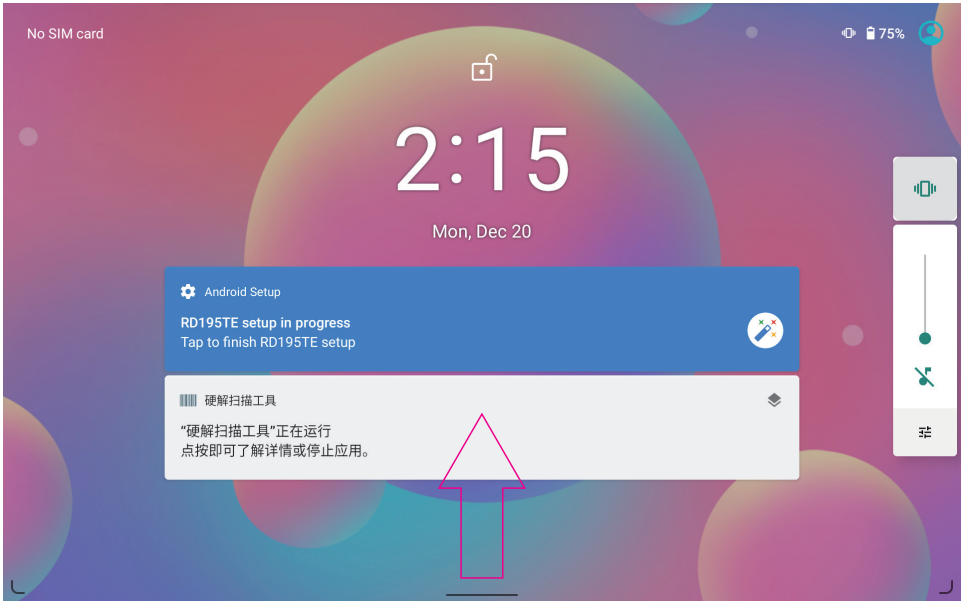 No SIM card
75%
2:15
Mon, Dec 20
Android Setup
RD195TE setup in progress
Tap to finish RD195TE setup
硬解扫描工具
“硬解扫描工具”正在运行
点按即可了解详情或停止应用。